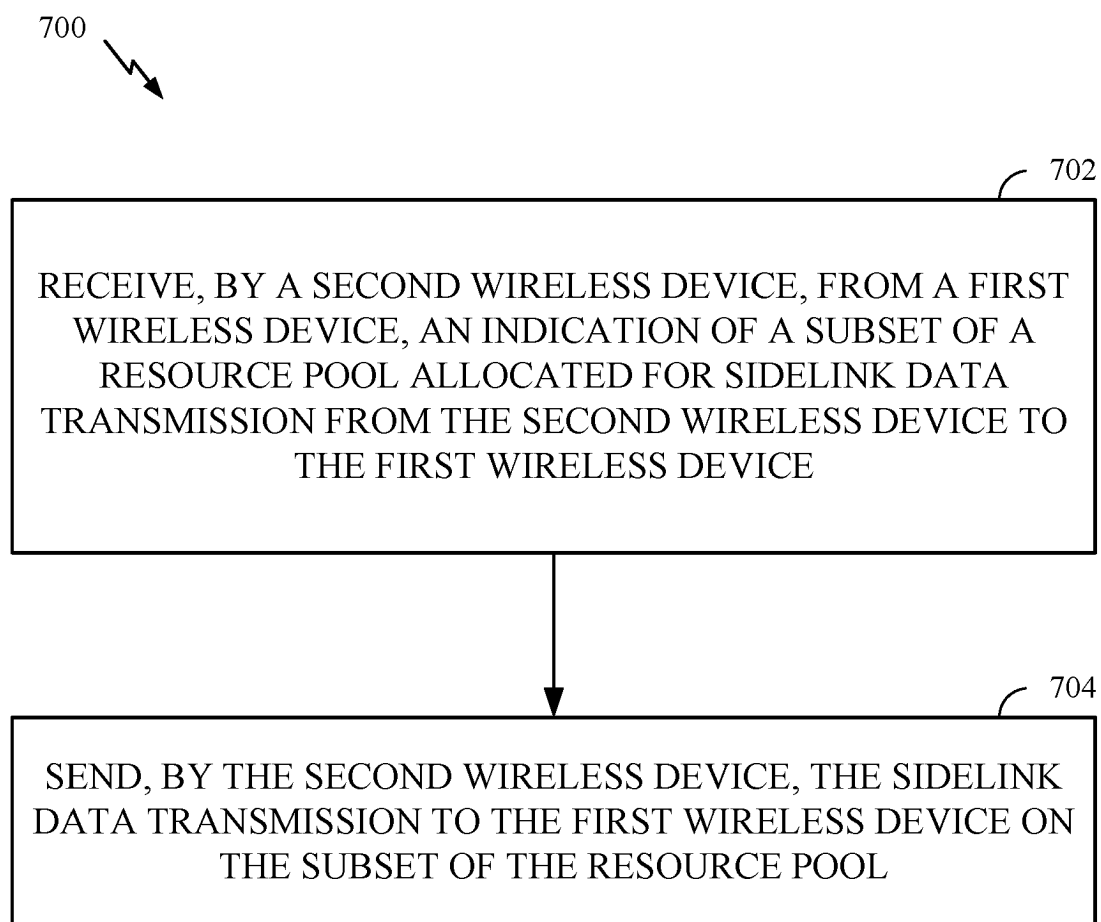 700
702
RECEIVE, BY A SECOND WIRELESS DEVICE, FROM A FIRST
WIRELESS DEVICE, AN INDICATION OF A SUBSET OF A
RESOURCE POOL ALLOCATED FOR SIDELINK DATA
TRANSMISSION FROM THE SECOND WIRELESS DEVICE TO
THE FIRST WIRELESS DEVICE
704
SEND, BY THE SECOND WIRELESS DEVICE, THE SIDELINK
DATA TRANSMISSION TO THE FIRST WIRELESS DEVICE ON
THE SUBSET OF THE RESOURCE POOL